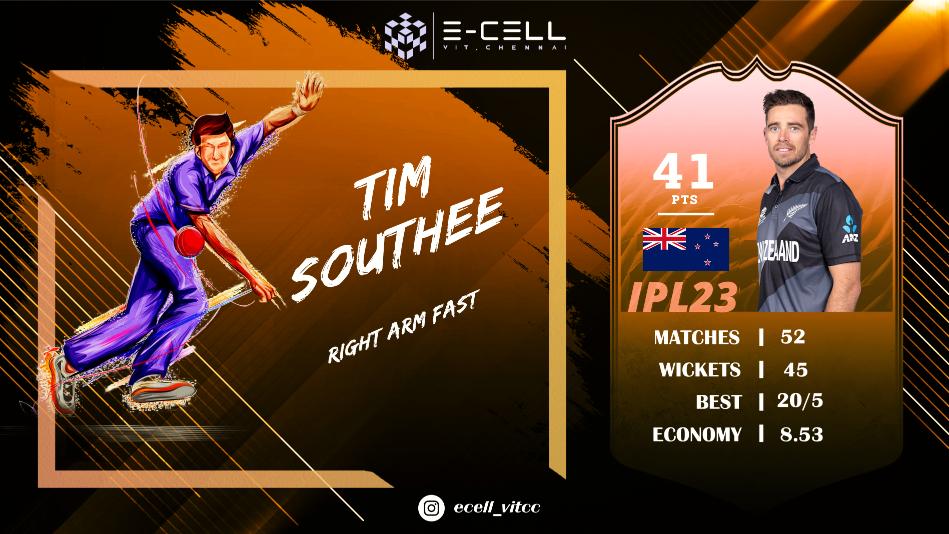 E-CELL
VIT, CHENNAI
TIM
SOUTHEE
RIGHT ARM FAST
41
PTS
IPL23
MATCHES | 52
WICKETS | 45
BEST | 20/5
ECONOMY | 8.53
ecell_vitcc